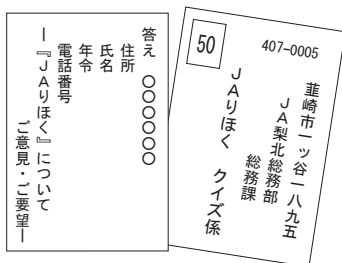 答え ○○○○○○
住所
氏名
年令
電話番号
ー『JAりほく』について
ご意見・ご要望ー
50
407-0005
韮崎市一ッ谷一八九五
JA梨北総務部
総務課
JAりほく クイズ係